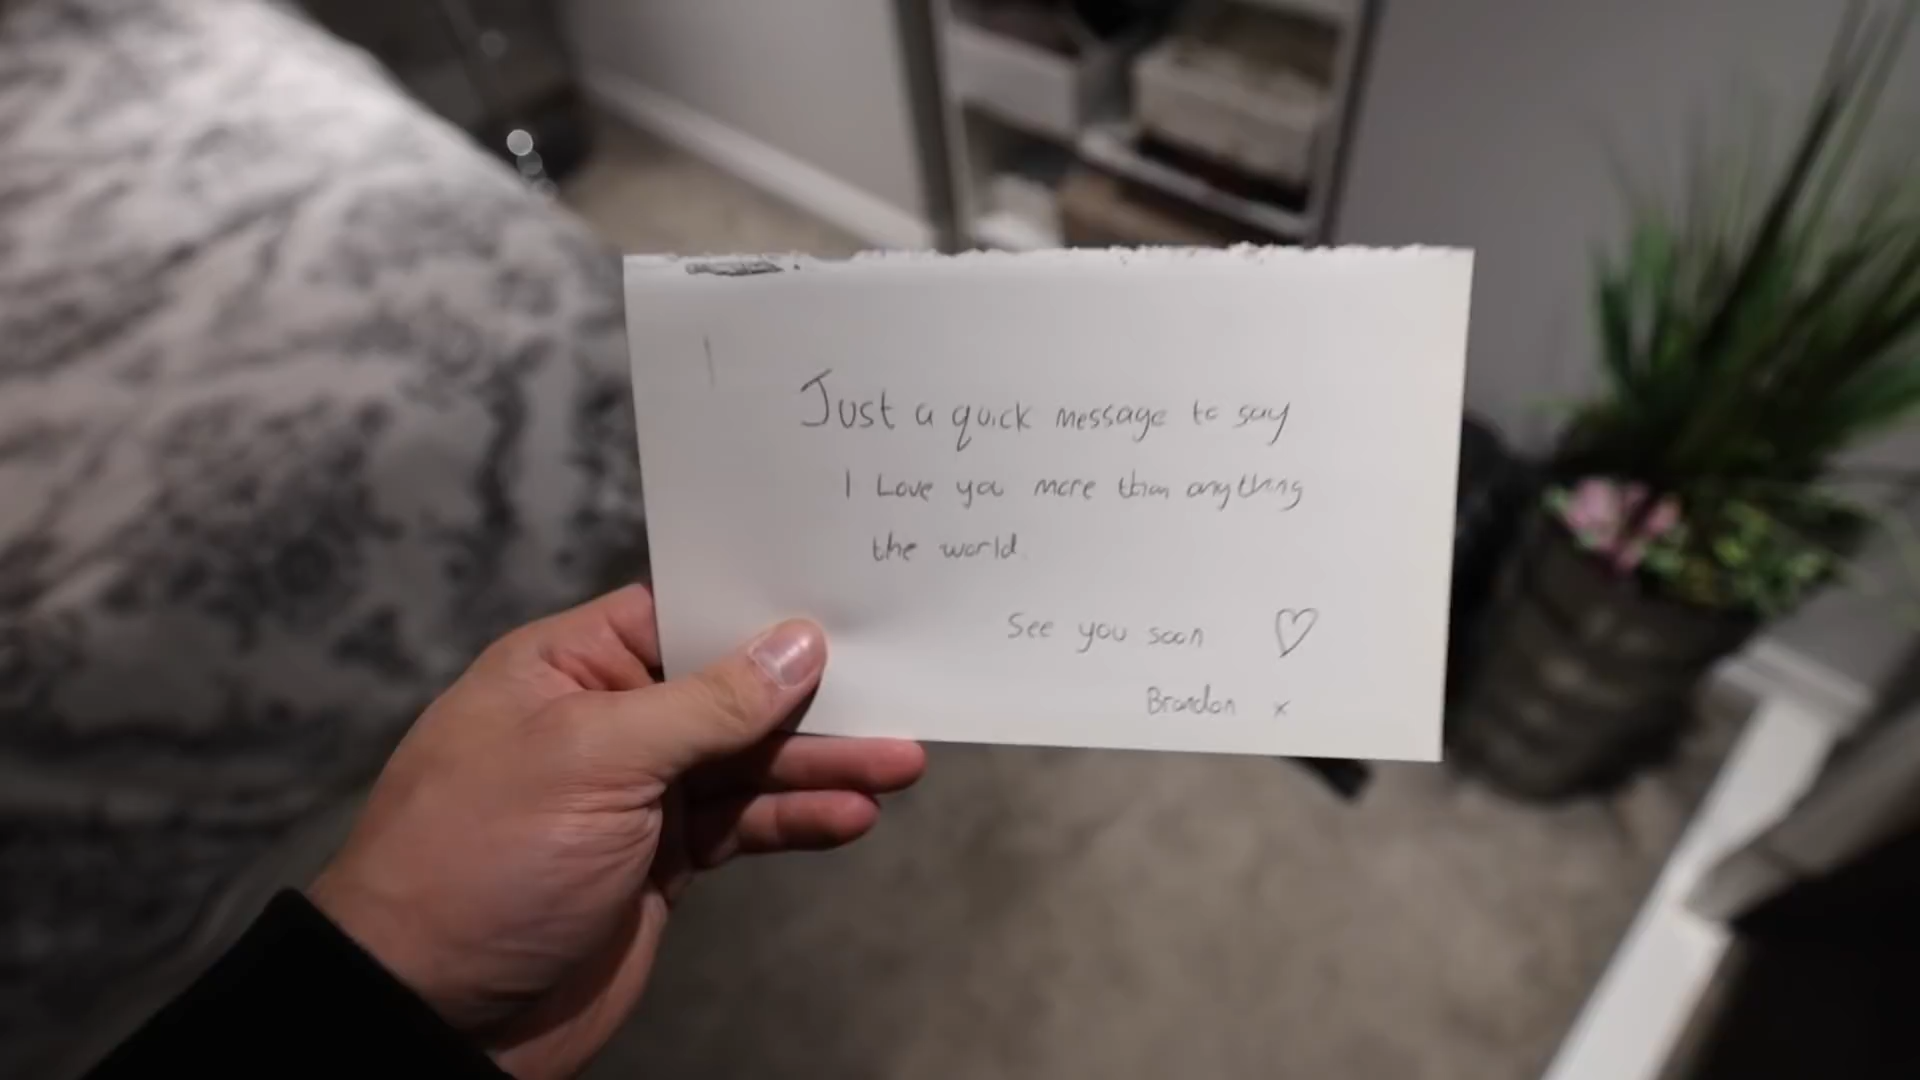 Just a quick message to say
I Love you more than anything
the world.
See you soon ♡
Brandon x